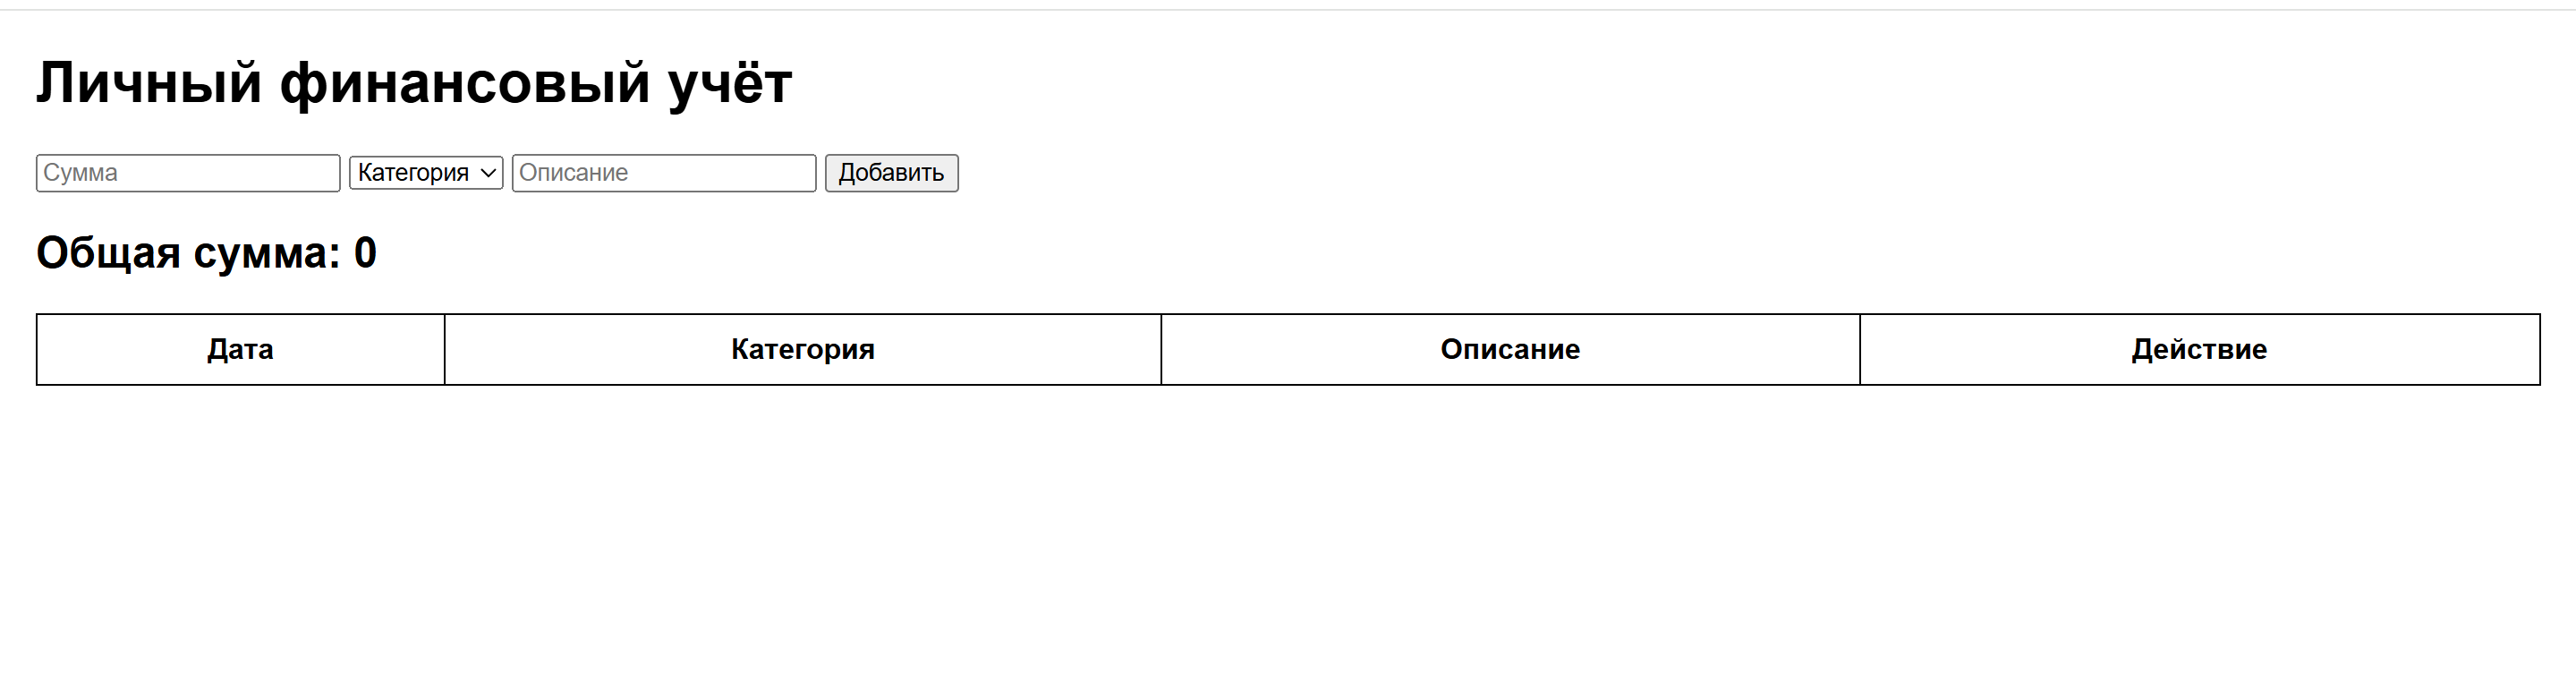 Личный финансовый учёт
Сумма Категория Описание Добавить
Общая сумма: 0
Дата Категория Описание Действие